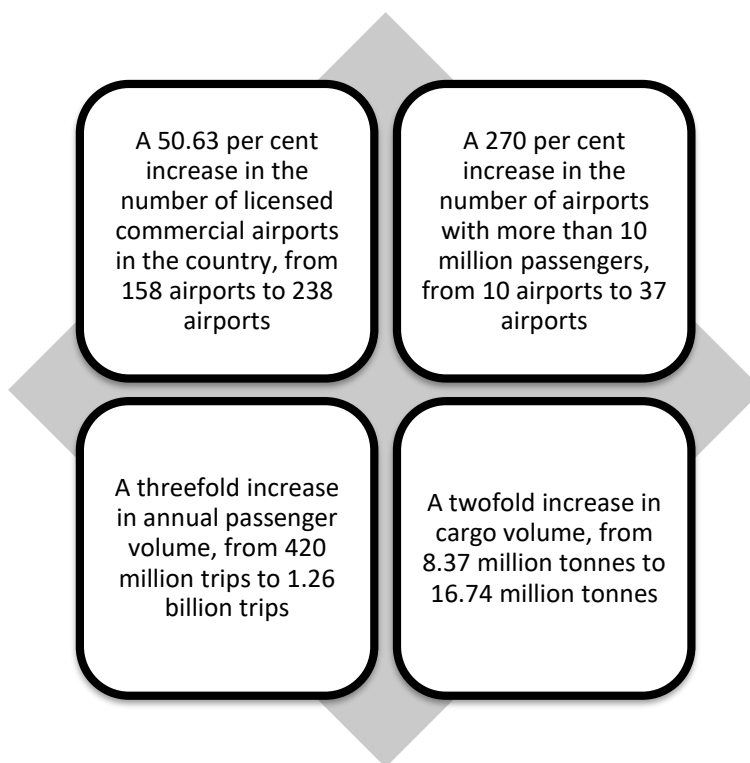 A 50.63 per cent
increase in the
number of licensed
commercial airports
in the country, from
158 airports to 238
airports
A 270 per cent
increase in the
number of airports
with more than 10
million passengers,
from 10 airports to 37
airports
A threefold increase
in annual passenger
volume, from 420
million trips to 1.26
billion trips
A twofold increase in
cargo volume, from
8.37 million tonnes to
16.74 million tonnes